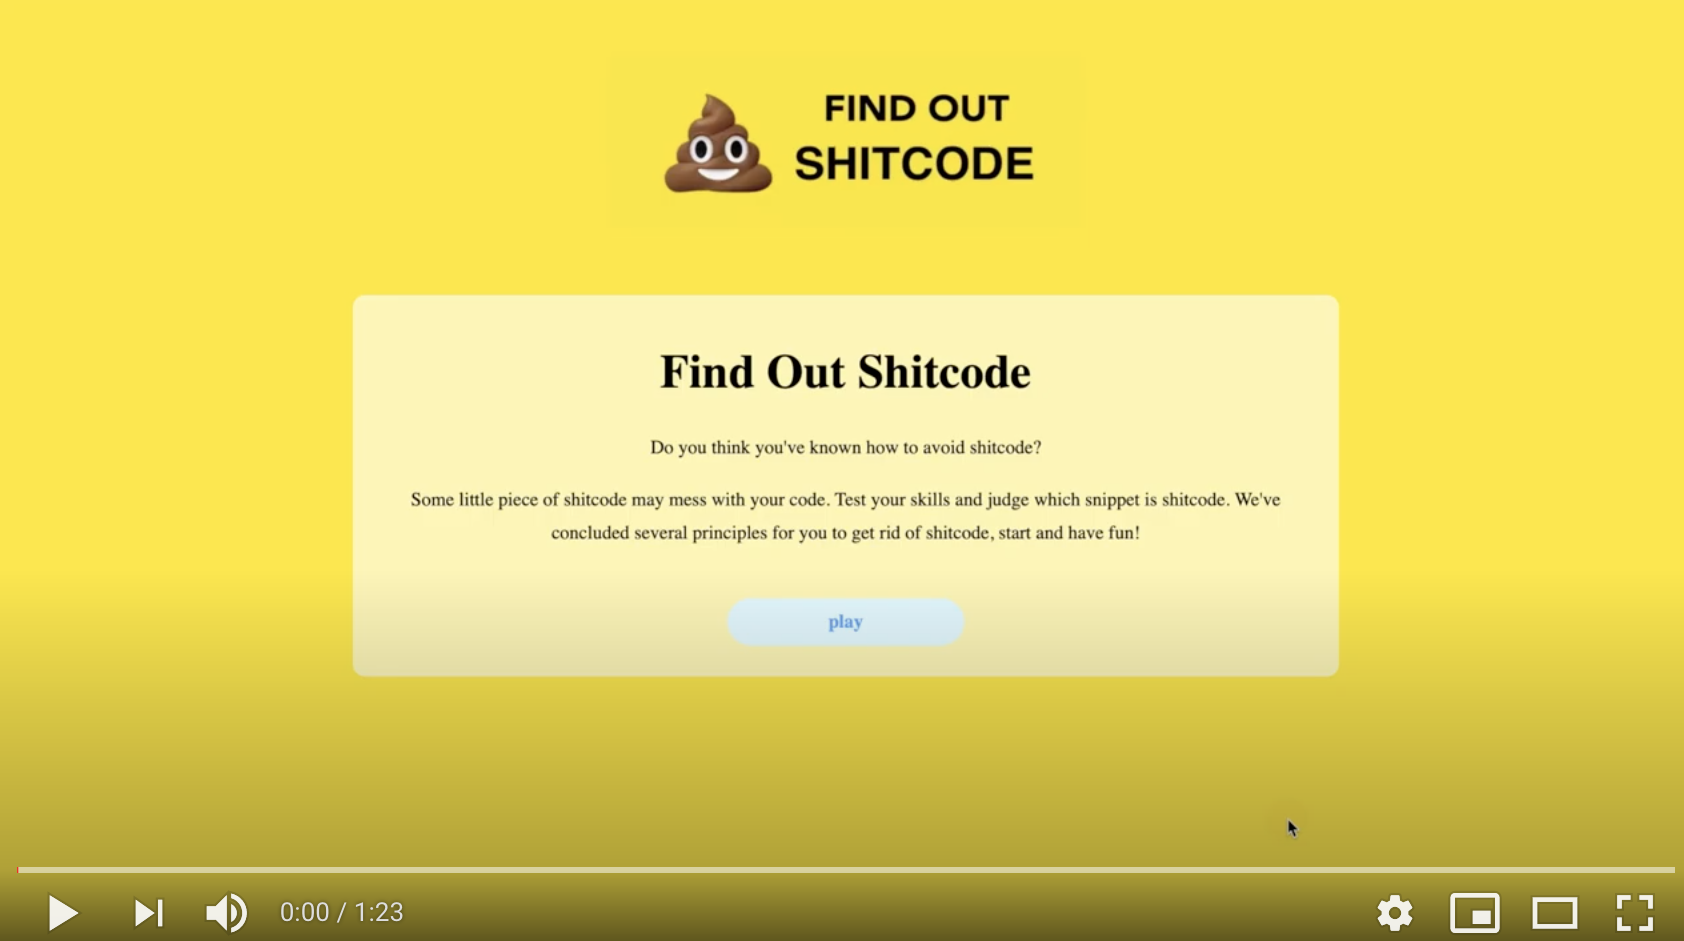 FIND OUT
SHITCODE
Find Out Shitcode
Do you think you've known how to avoid shitcode?
Some little piece of shitcode may mess with your code. Test your skills and judge which snippet is shitcode. We've
concluded several principles for you to get rid of shitcode, start and have fun!
play
0:00 / 1:23